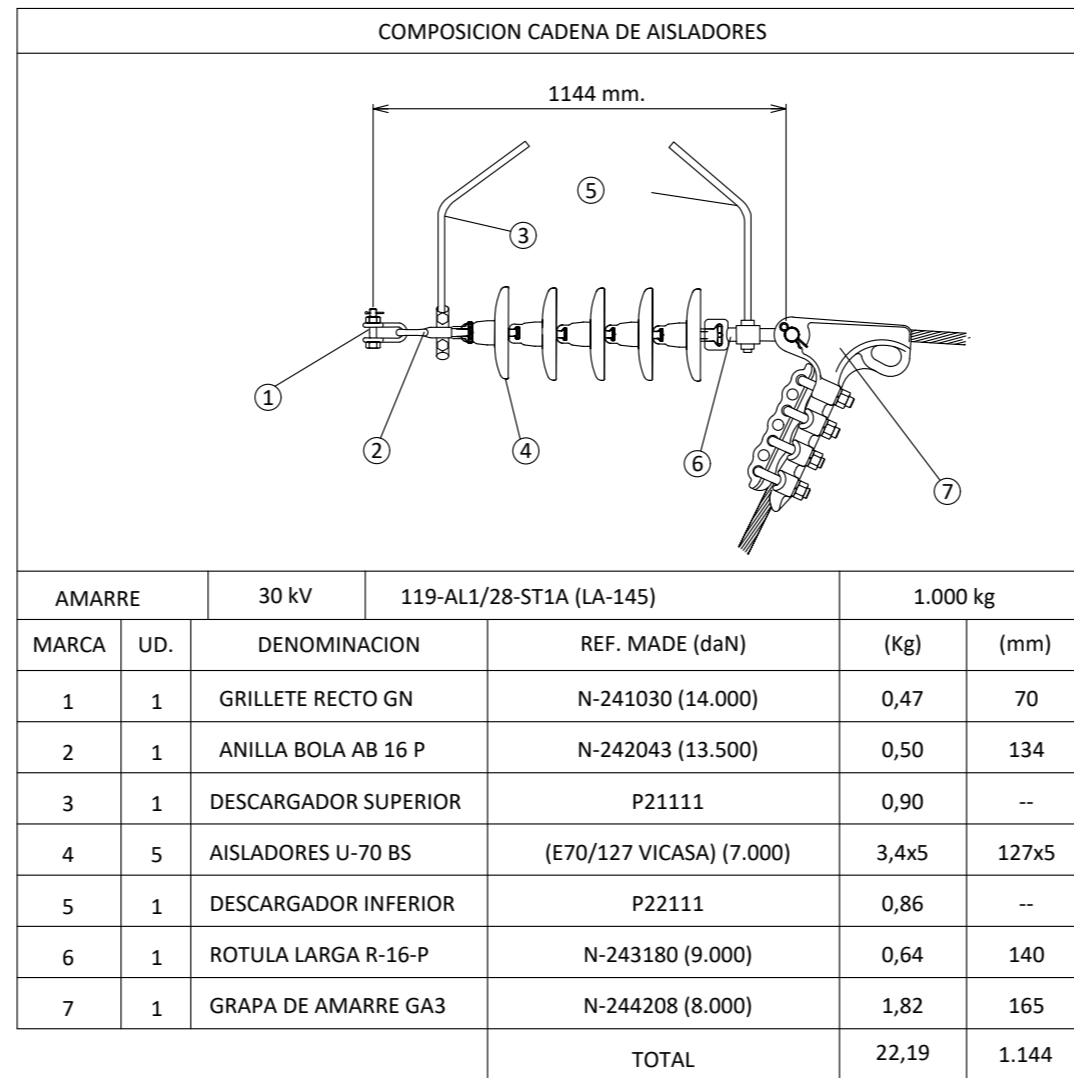 COMPOSICION CADENA DE AISLADORES
1144 mm.
5
3
1
2
4
6
7
AMARRE 30 kV 119-AL1/28-ST1A (LA-145) 1.000 kg
MARCA UD. DENOMINACION REF. MADE (daN) (Kg) (mm)
1 1 GRILLETE RECTO GN N-241030 (14.000) 0,47 70
2 1 ANILLA BOLA AB 16 P N-242043 (13.500) 0,50 134
3 1 DESCARGADOR SUPERIOR P21111 0,90 --
4 5 AISLADORES U-70 BS (E70/127 VICASA) (7.000) 3,4x5 127x5
5 1 DESCARGADOR INFERIOR P22111 0,86 --
6 1 ROTULA LARGA R-16-P N-243180 (9.000) 0,64 140
7 1 GRAPA DE AMARRE GA3 N-244208 (8.000) 1,82 165
TOTAL 22,19 1.144